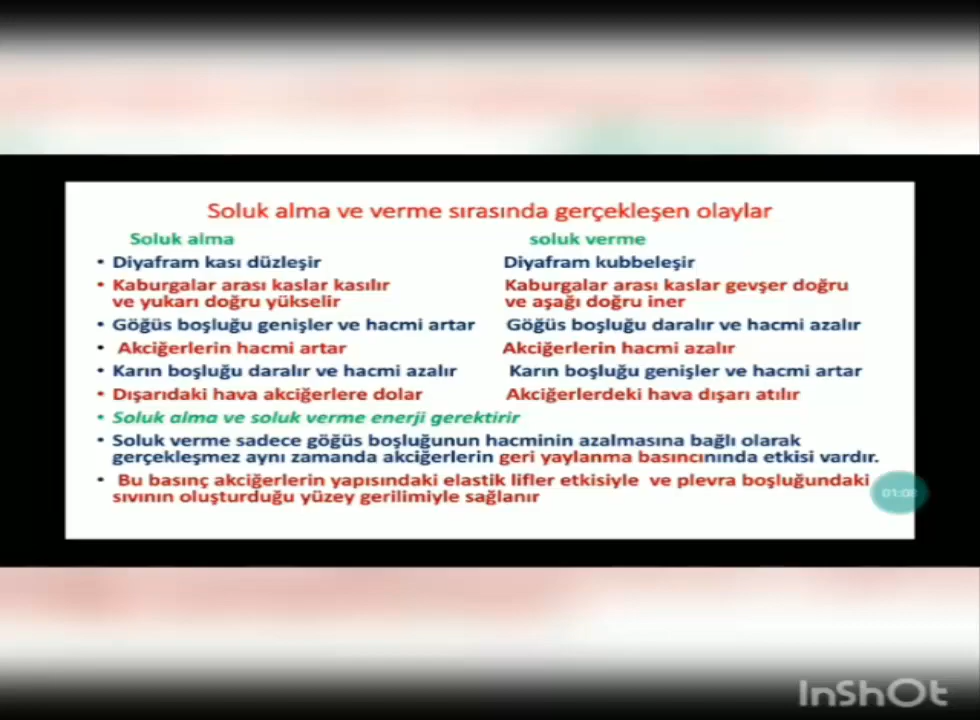 Soluk alma ve verme sırasında gerçekleşen olaylar
Soluk alma soluk verme
• Diyafram kası düzleşir Diyafram kubbeleşir
• Kaburgalar arası kaslar kasılır Kaburgalar arası kaslar gevşer doğru
ve yukarı doğru yükselir ve aşağı doğru iner
• Göğüs boşluğu genişler ve hacmi artar Göğüs boşluğu daralır ve hacmi azalır
• Akciğerlerin hacmi artar Akciğerlerin hacmi azalır
• Karın boşluğu daralır ve hacmi azalır Karın boşluğu genişler ve hacmi artar
• Dışarıdaki hava akciğerlere dolar Akciğerlerdeki hava dışarı atılır
• Soluk alma ve soluk verme enerji gerektirir
• Soluk verme sadece göğüs boşluğunun hacminin azalmasına bağlı olarak
gerçekleşmez aynı zamanda akciğerlerin geri yaylanma basıncınınında etkisi vardır.
• Bu basınç akciğerlerin yapısındaki elastik lifler etkisiyle ve plevra boşluğundaki
sıvının oluşturduğu yüzey gerilimiyle sağlanır
InShOt